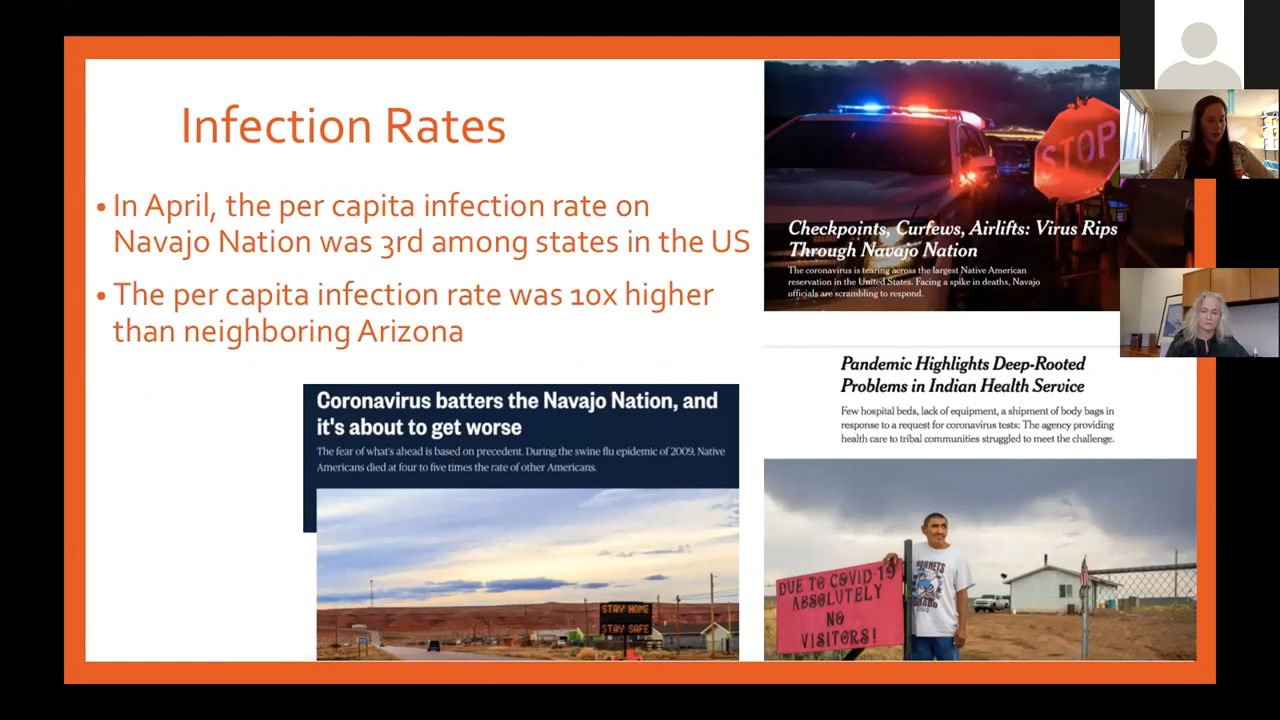 Infection Rates
• In April, the per capita infection rate on
Navajo Nation was 3rd among states in the US
• The per capita infection rate was 10x higher
than neighboring Arizona
STOP
Checkpoints, Curfews, Airlifts: Virus Rips
Through Navajo Nation
The coronavirus is tearing across the largest Native American
reservation in the United States. Facing a spike in deaths, Navajo
officials are scrambling to respond.
Coronavirus batters the Navajo Nation, and
it's about to get worse
The fear of what's ahead is based on precedent. During the swine flu epidemic of 2009, Native
Americans died at four to five times the rate of other Americans.
STAY HOME
STAY SAFE
Pandemic Highlights Deep-Rooted
Problems in Indian Health Service
Few hospital beds, lack of equipment, a shipment of body bags in
response to a request for coronavirus tests: The agency providing
health care to tribal communities struggled to meet the challenge.
DUE TO COVID-19
ABSOLUTELY
NO
VISITORS!